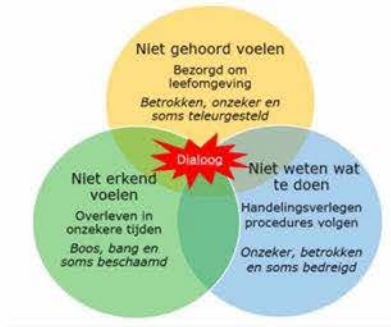 Niet gehoord voelen
Bezorgd om
leefomgeving
Betrokken, onzeker en
soms teleurgesteld
Dialoog
Niet erkend
voelen
Overleven in
onzekere tijden
Boos, bang en
soms beschaamd
Niet weten wat
te doen
Handelingsverlegen
procedures volgen
Onzeker, betrokken
en soms bedreigd